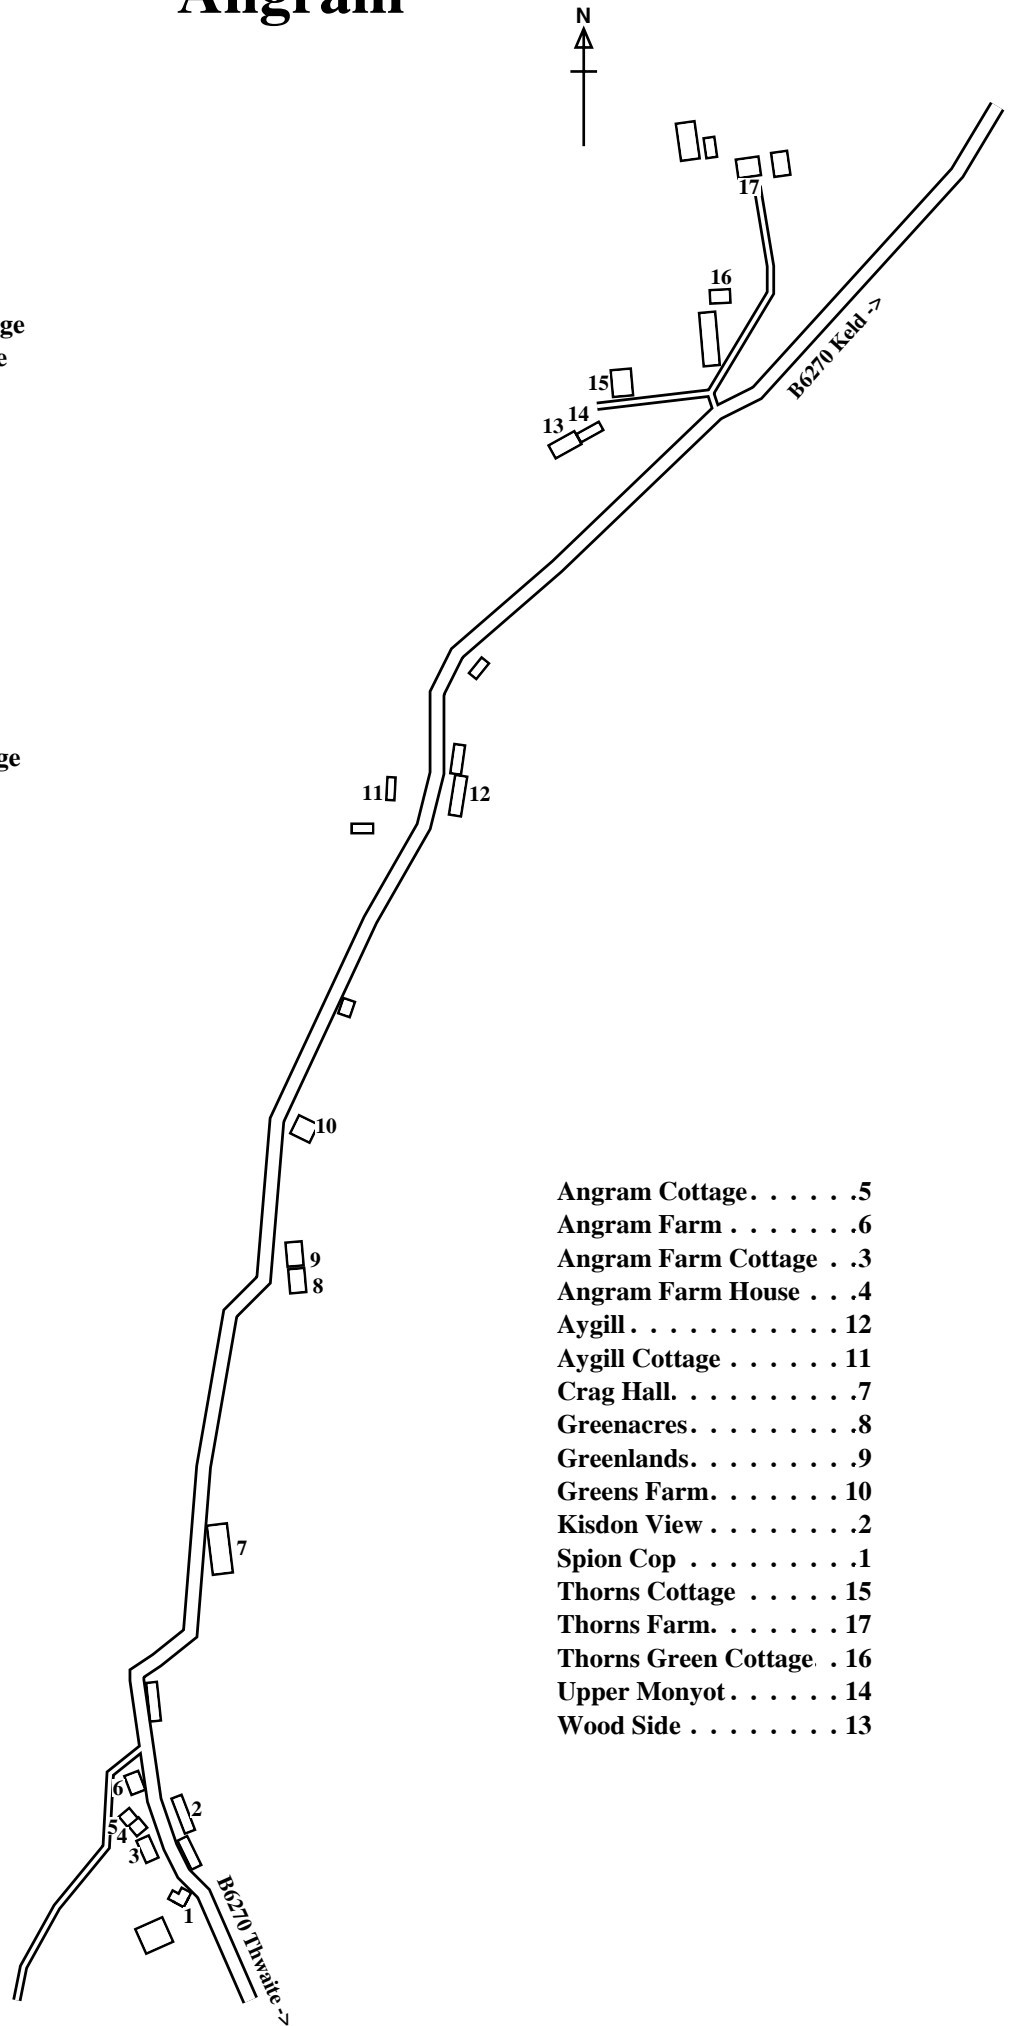 Angram
N
17
16
B6270 Keld ->
15
14
13
ge
e
ge
11
12
10
9
8
7
6
5
4
3
2
1
B6270 Thwaite ->
Angram Cottage. . . . . .5
Angram Farm . . . . . . .6
Angram Farm Cottage . .3
Angram Farm House . . .4
Aygill . . . . . . . . . . . 12
Aygill Cottage . . . . . . 11
Crag Hall. . . . . . . . . .7
Greenacres. . . . . . . . .8
Greenlands. . . . . . . . .9
Greens Farm. . . . . . . 10
Kisdon View . . . . . . . .2
Spion Cop . . . . . . . . .1
Thorns Cottage . . . . . 15
Thorns Farm. . . . . . . 17
Thorns Green Cottage. . 16
Upper Monyot . . . . . . 14
Wood Side . . . . . . . . 13